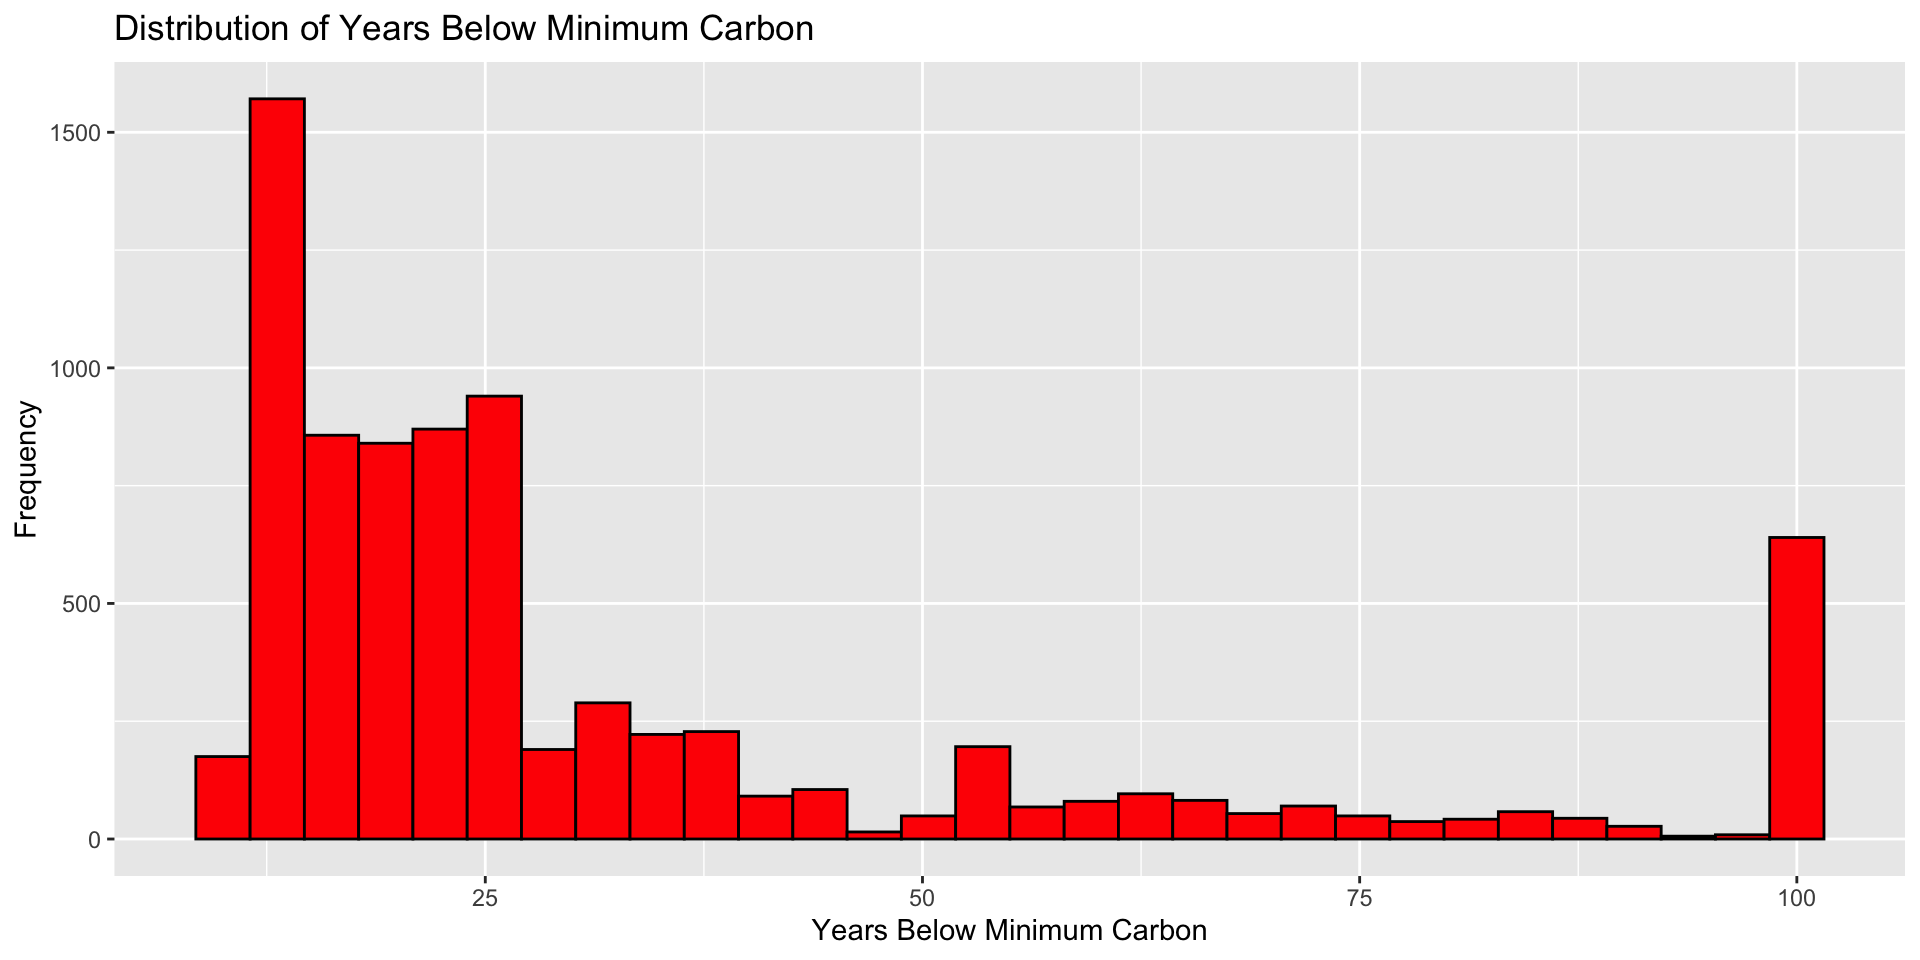 Distribution of Years Below Minimum Carbon
Frequency
1500
1000
500
0
25 50 75 100
Years Below Minimum Carbon